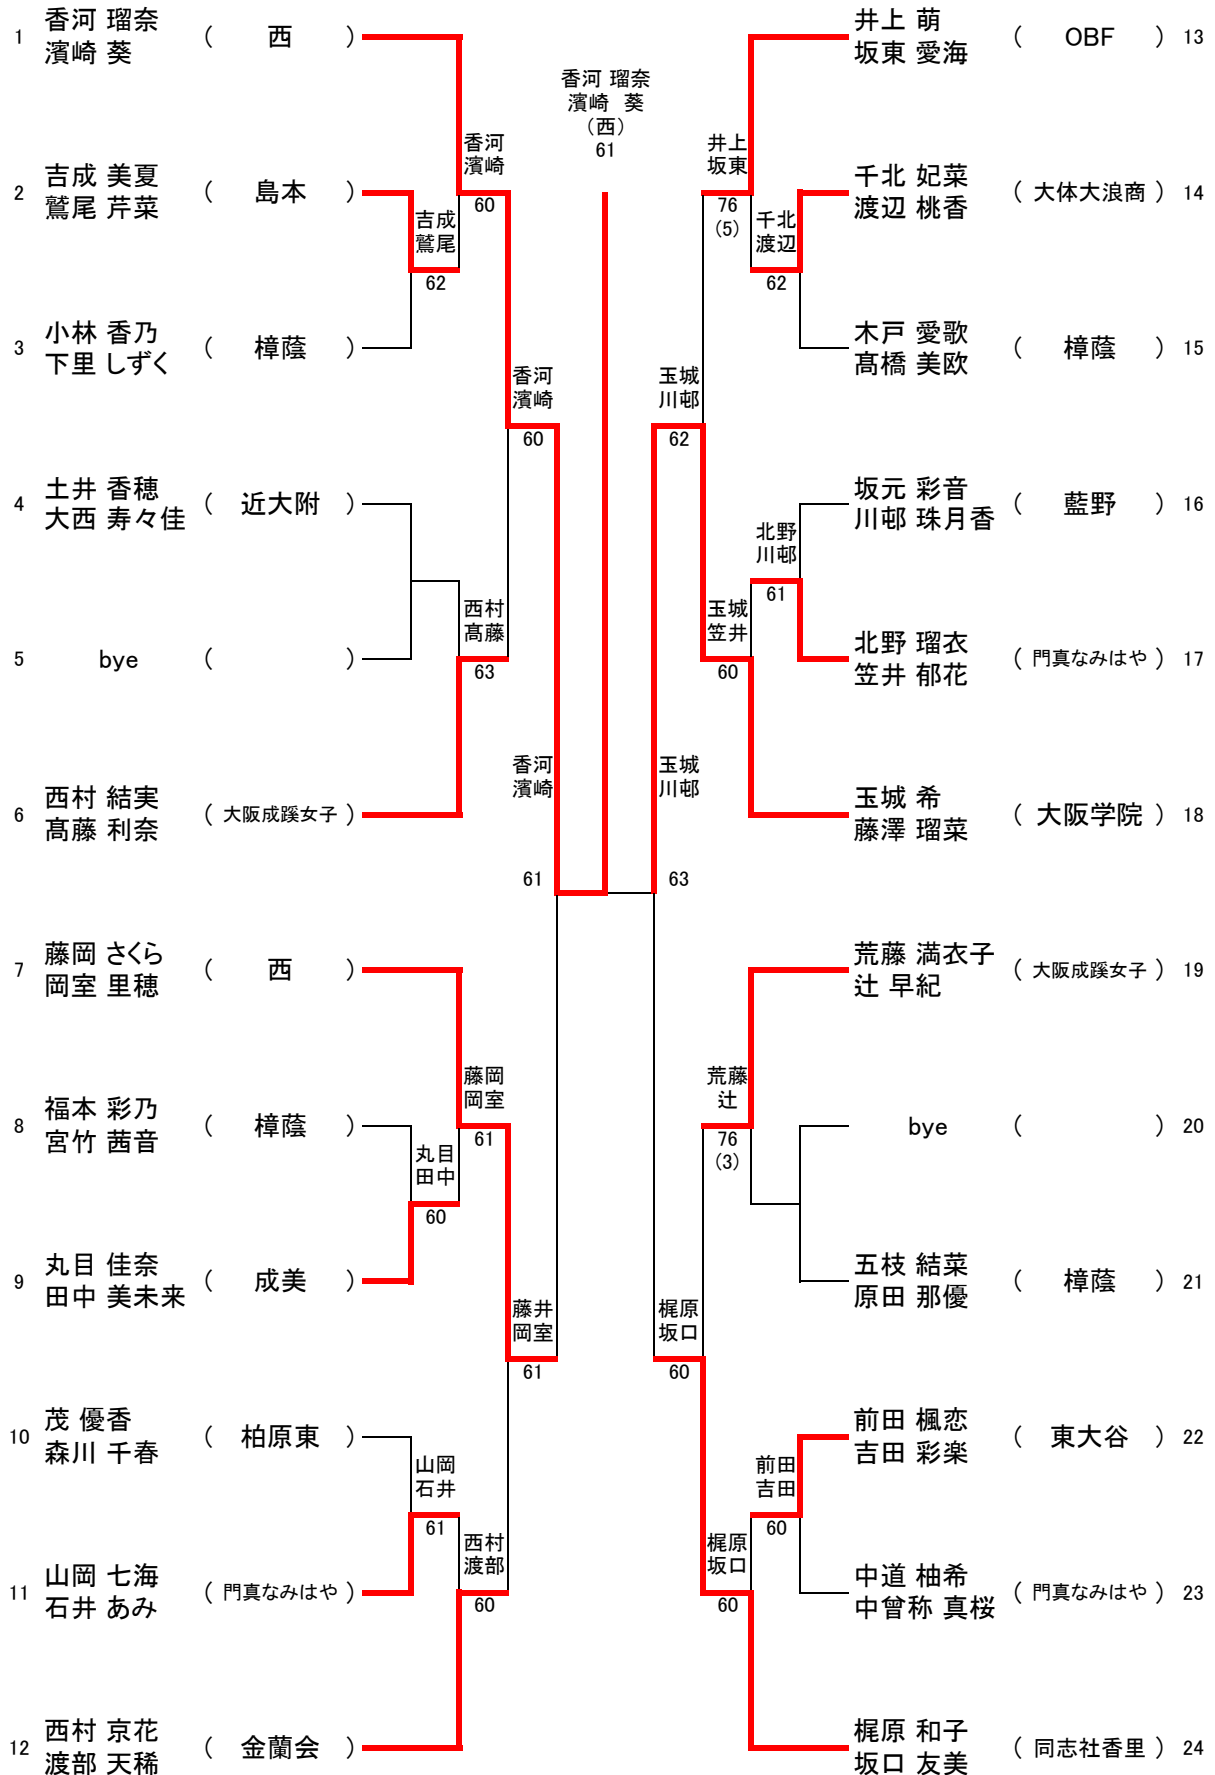 1 香河 瑠奈 濱崎 葵 ( 西 )
2 吉成 美夏 鷲尾 芹菜 ( 島本 )
3 小林 香乃 下里 しずく ( 樟蔭 )
4 土井 香穂 大西 寿々佳 ( 近大附 )
5 bye ( )
6 西村 結実 髙藤 利奈 ( 大阪成蹊女子 )
7 藤岡 さくら 岡室 里穂 ( 西 )
8 福本 彩乃 宮竹 茜音 ( 樟蔭 )
9 丸目 佳奈 田中 美未来 ( 成美 )
10 茂 優香 森川 千春 ( 柏原東 )
11 山岡 七海 石井 あみ ( 門真なみはや )
12 西村 京花 渡部 天稀 ( 金蘭会 )
吉成
鷲尾
62
丸目
田中
60
山岡
石井
61
香河
濱崎
60
西村
髙藤
63
藤岡
岡室
61
西村
渡部
60
香河
濱崎
60
藤井
岡室
61
香河
濱崎
61
香河 瑠奈
濱崎 葵
(西)
61
玉城
川邨
63
玉城
川邨
62
梶原
坂口
60
井上
坂東
76
(5)
玉城
笠井
60
荒藤
辻
76
(3)
梶原
坂口
60
千北
渡辺
62
北野
川邨
61
前田
吉田
60
井上 萌 坂東 愛海 ( OBF ) 13
千北 妃菜 渡辺 桃香 ( 大体大浪商 ) 14
木戸 愛歌 髙橋 美欧 ( 樟蔭 ) 15
坂元 彩音 川邨 珠月香 ( 藍野 ) 16
北野 瑠衣 笠井 郁花 ( 門真なみはや ) 17
玉城 希 藤澤 瑠菜 ( 大阪学院 ) 18
荒藤 満衣子 辻 早紀 ( 大阪成蹊女子 ) 19
bye ( ) 20
五枝 結菜 原田 那優 ( 樟蔭 ) 21
前田 楓恋 吉田 彩楽 ( 東大谷 ) 22
中道 柚希 中曽称 真桜 ( 門真なみはや ) 23
梶原 和子 坂口 友美 ( 同志社香里 ) 24